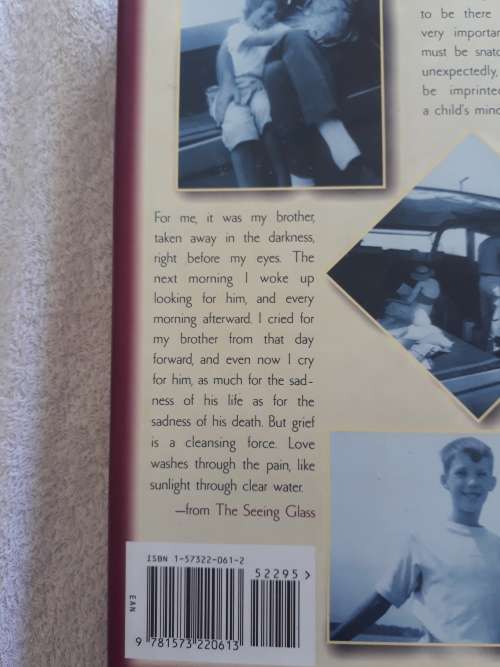 to be there
very importan
must be snatc
unexpectedly,
be imprinte
a child's mind
For me, it was my brother,
taken away in the darkness,
right before my eyes. The
next morning I woke up
looking for him, and every
morning afterward. I cried for
my brother from that day
forward, and even now I cry
for him, as much for the sad-
ness of his life as for the
sadness of his death. But grief
is a cleansing force. Love
washes through the pain, like
sunlight through clear water.
—from The Seeing Glass
ISBN 1-57322-061-2
52295>
EAN
9 781573 220613